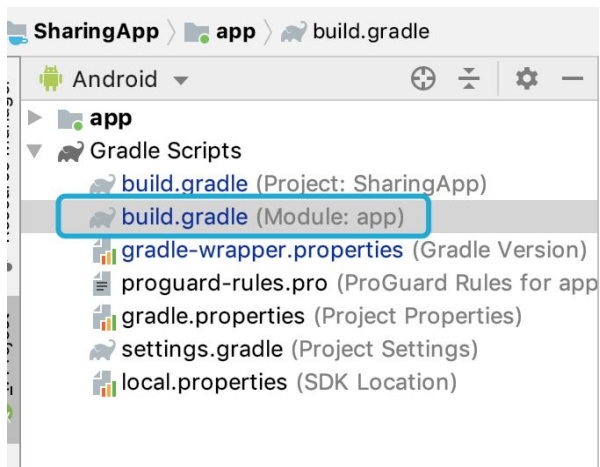 SharingApp app build.gradle
Android
app
Gradle Scripts
build.gradle (Project: SharingApp)
build.gradle (Module: app)
gradle-wrapper.properties (Gradle Version)
proguard-rules.pro (ProGuard Rules for app
gradle.properties (Project Properties)
settings.gradle (Project Settings)
local.properties (SDK Location)